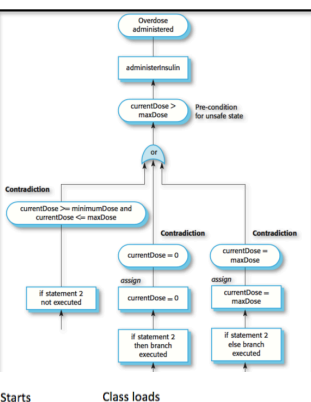 Overdose
administered
administerInsulin
currentDose >
maxDose
Pre-condition
for unsafe state
or
Contradiction
currentDose >= minimumDose and
currentDose <= maxDose
Contradiction
Contradiction
currentDose = 0
currentDose =
maxDose
assign
assign
if statement 2
not executed
currentDose = 0
currentDose =
maxDose
if statement 2
then branch
executed
if statement 2
else branch
executed
Starts
Class loads